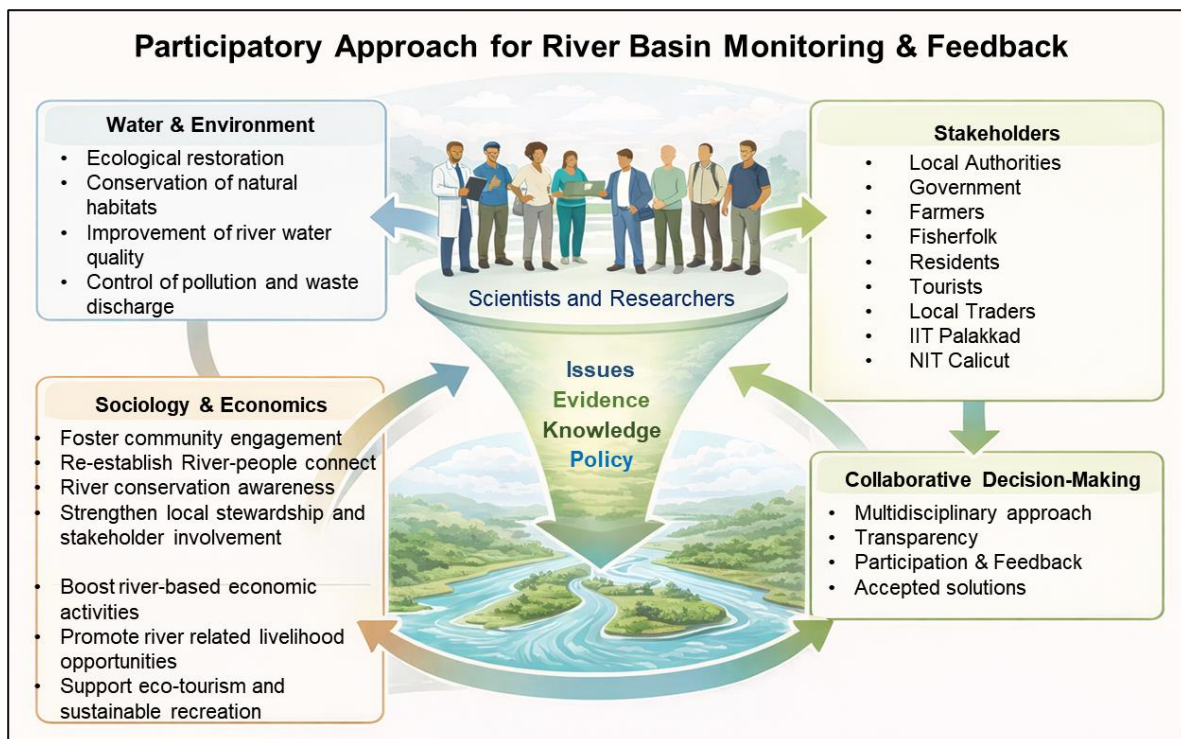 Participatory Approach for River Basin Monitoring & Feedback
Water & Environment
Ecological restoration
Conservation of natural
habitats
Improvement of river water
quality
Control of pollution and waste
discharge
Sociology & Economics
Foster community engagement
Re-establish River-people connect
River conservation awareness
Strengthen local stewardship and
stakeholder involvement
Boost river-based economic
activities
Promote river related livelihood
opportunities
Support eco-tourism and
sustainable recreation
Scientists and Researchers
Issues
Evidence
Knowledge
Policy
Stakeholders
Local Authorities
Government
Farmers
Fisherfolk
Residents
Tourists
Local Traders
IIT Palakkad
NIT Calicut
Collaborative Decision-Making
Multidisciplinary approach
Transparency
Participation & Feedback
Accepted solutions